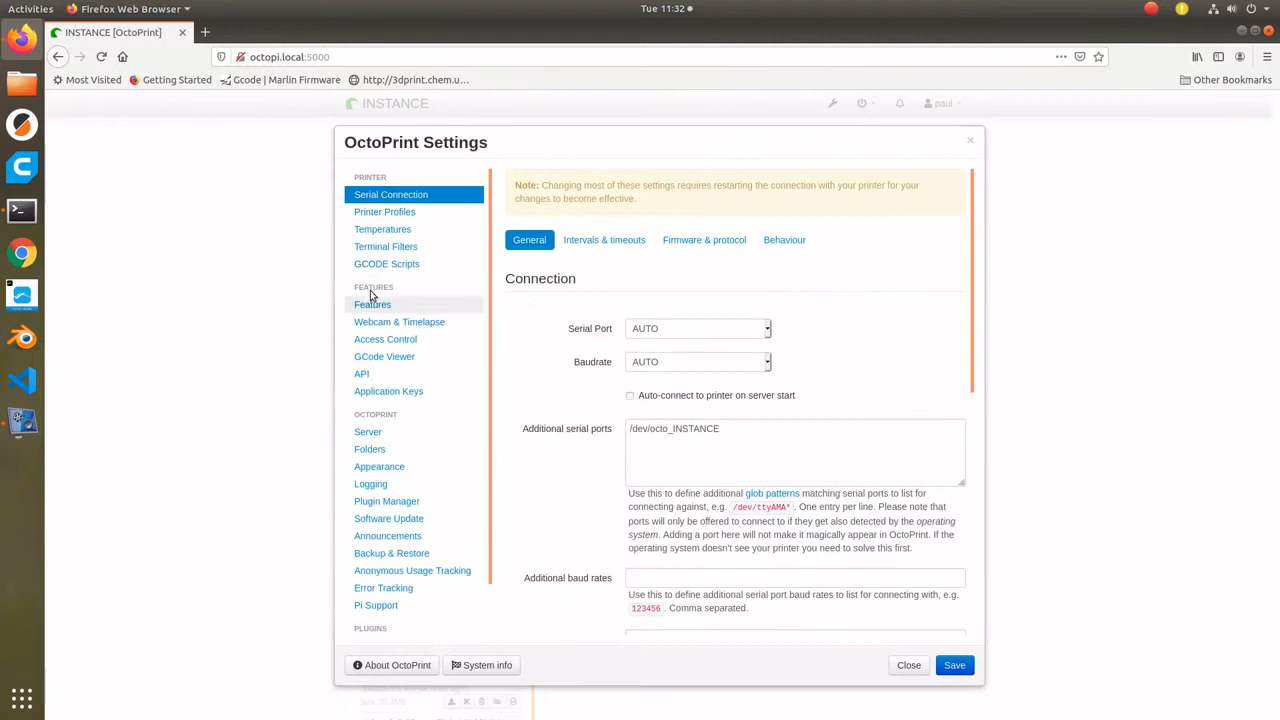 Activities
Firefox Web Browser
Tue 11:32
INSTANCE [OctoPrint]
octopi.local:5000
Most Visited
Getting Started
Gcode | Marlin Firmware
http://3dprint.chem.u…
Other Bookmarks
INSTANCE
paul
OctoPrint Settings
PRINTER
Serial Connection
Printer Profiles
Temperatures
Terminal Filters
GCODE Scripts
FEATURES
Features
Webcam & Timelapse
Access Control
GCode Viewer
API
Application Keys
OCTOPRINT
Server
Folders
Appearance
Logging
Plugin Manager
Software Update
Announcements
Backup & Restore
Anonymous Usage Tracking
Error Tracking
Pi Support
PLUGINS
Note: Changing most of these settings requires restarting the connection with your printer for your
changes to become effective.
General
Intervals & timeouts
Firmware & protocol
Behaviour
Connection
Serial Port
AUTO
Baudrate
AUTO
Auto-connect to printer on server start
Additional serial ports
/dev/octo_INSTANCE
Use this to define additional glob patterns matching serial ports to list for
connecting against, e.g. /dev/ttyAMA* . One entry per line. Please note that
ports will only be offered to connect to if they get also detected by the operating
system. Adding a port here will not make it magically appear in OctoPrint. If the
operating system doesn't see your printer you need to solve this first.
Additional baud rates
Use this to define additional serial port baud rates to list for connecting with, e.g.
123456 . Comma separated.
About OctoPrint
System info
Close
Save